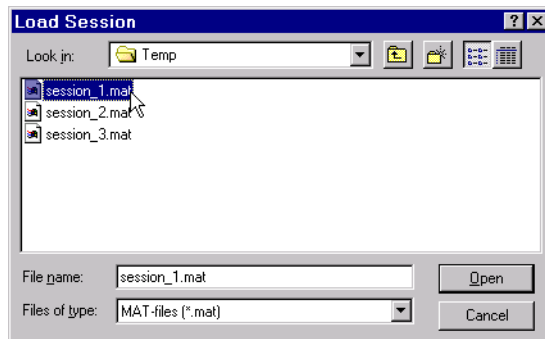 Load Session
Look in: Temp
session_1.mat
session_2.mat
session_3.mat
File name: session_1.mat Open
Files of type: MAT-files (*.mat) Cancel